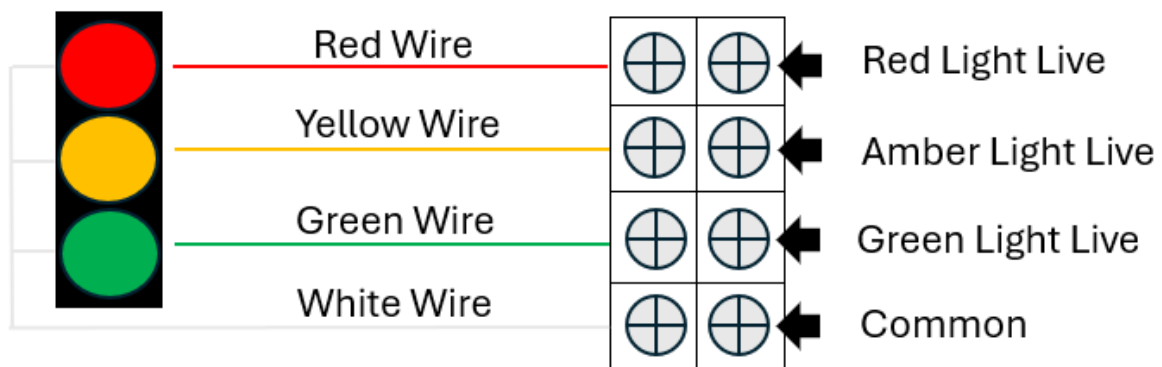 Red Wire
Red Light Live
Yellow Wire
Amber Light Live
Green Wire
Green Light Live
White Wire
Common